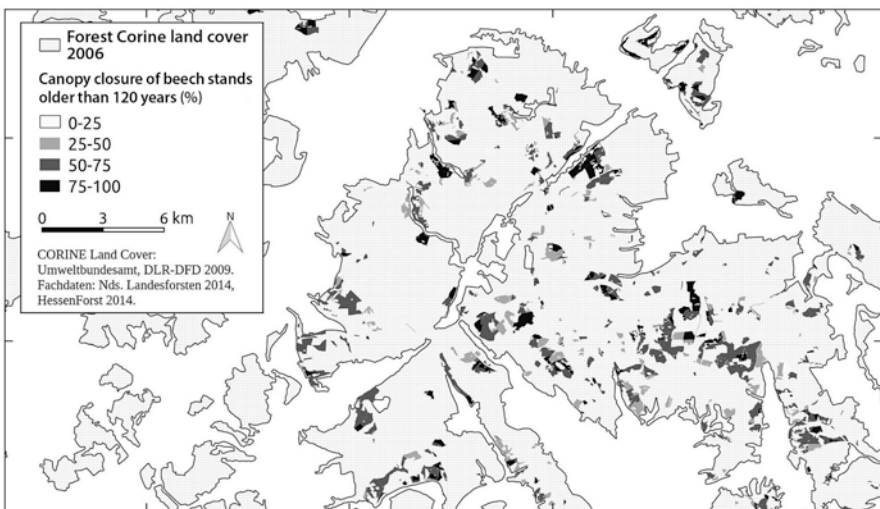 Forest Corine land cover
2006
Canopy closure of beech stands
older than 120 years (%)
0-25
25-50
50-75
75-100
0 3 6 km
N
CORINE Land Cover:
Umweltbundesamt, DLR-DFD 2009.
Fachdaten: Nds. Landesforsten 2014,
HessenForst 2014.